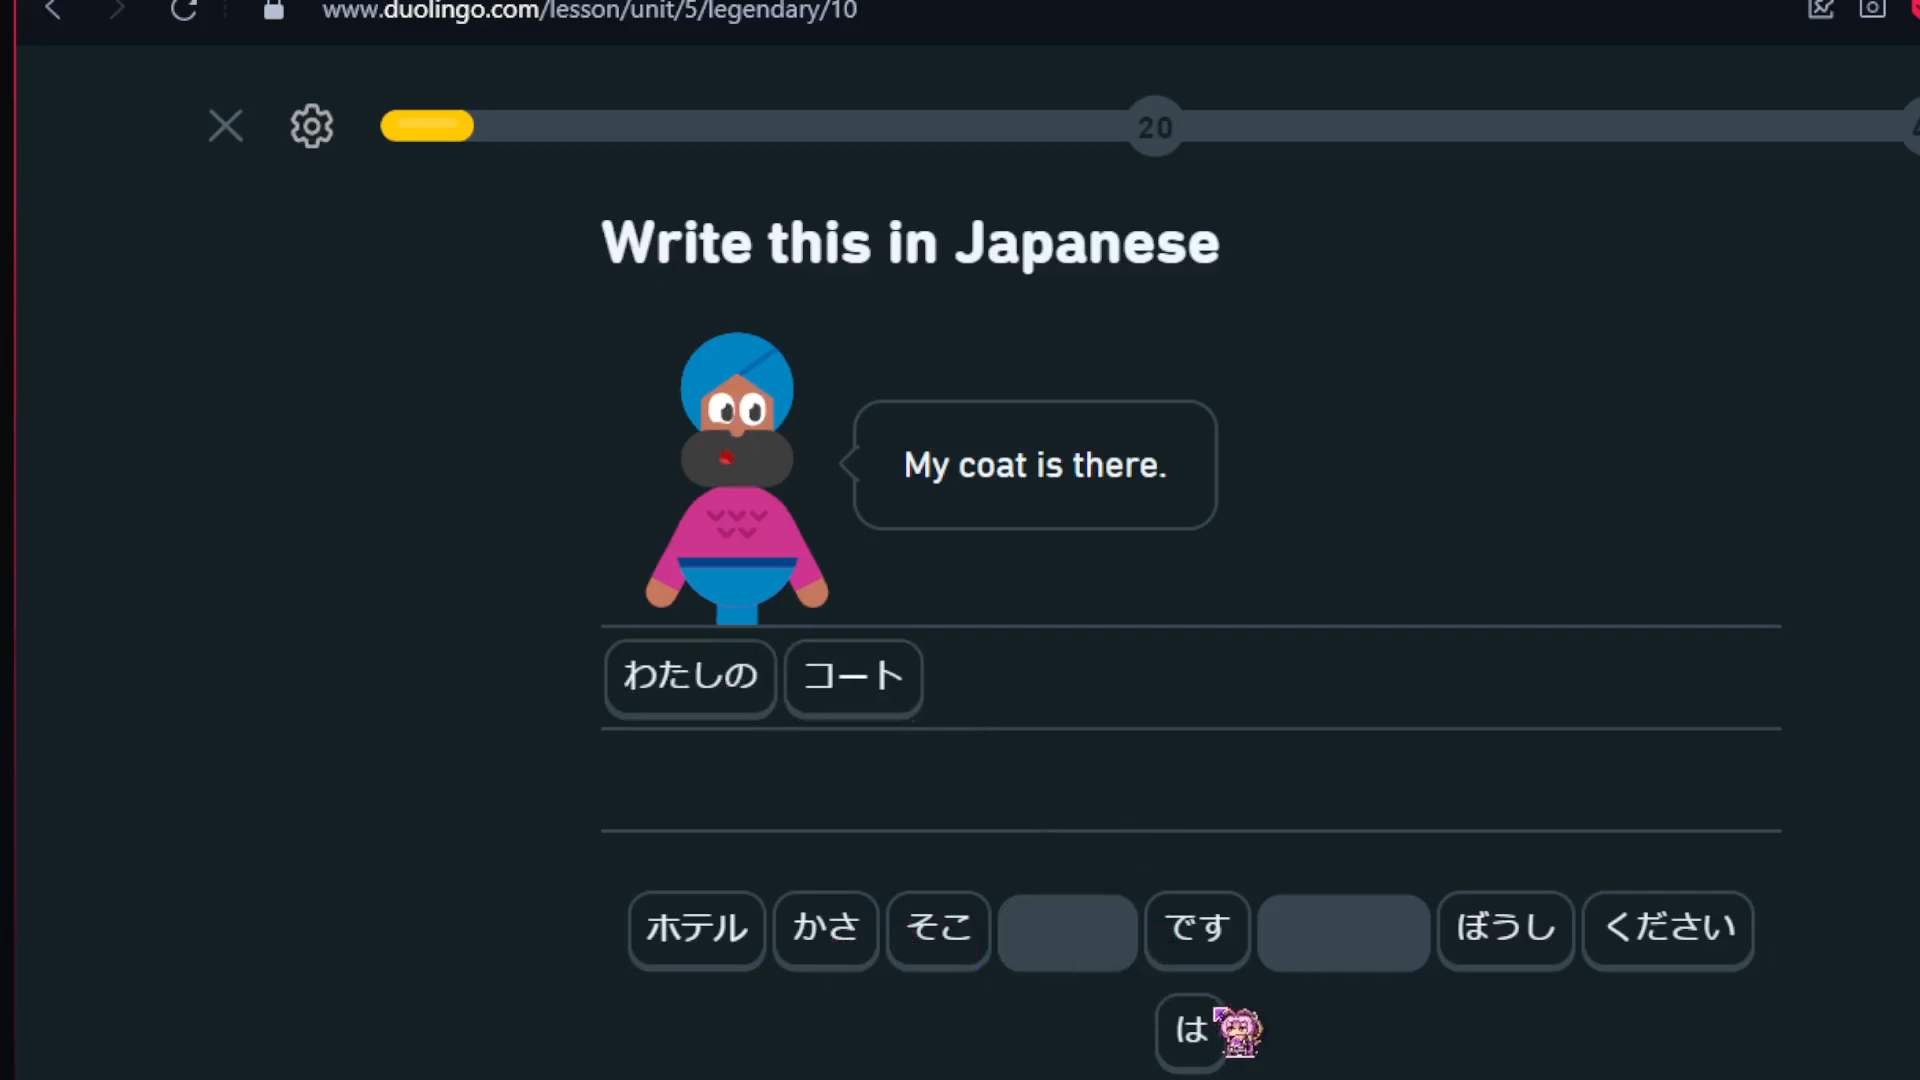 www.duolingo.com/lesson/unit/5/legendary/10
20
Write this in Japanese
My coat is there.
わたしの コート
ホテル かさ そこ です ぼうし ください
は